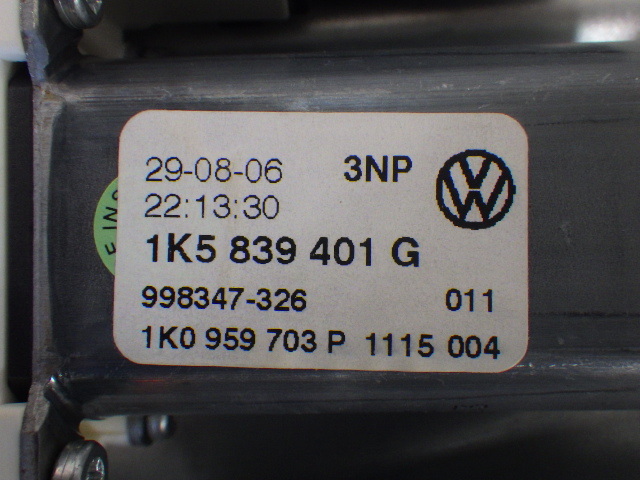 29-08-06 3NP
22:13:30
1K5 839 401 G
998347-326 011
1K0 959 703 P 1115 004